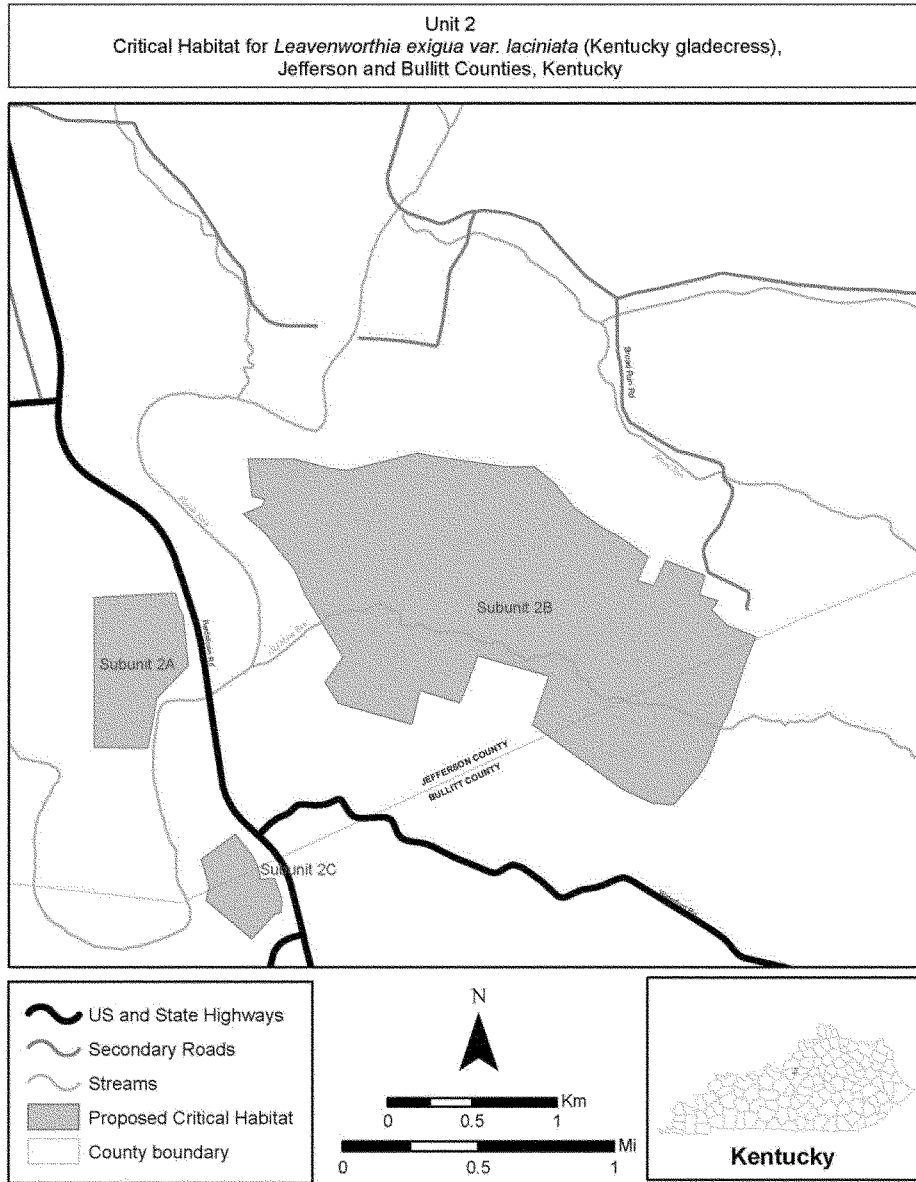 Unit 2
Critical Habitat for Leavenworthia exigua var. laciniata (Kentucky gladecress),
Jefferson and Bullitt Counties, Kentucky
Subunit 2B
Subunit 2A
JEFFERSON COUNTY
BULLITT COUNTY
Subunit 2C
US and State Highways
Secondary Roads
Streams
Proposed Critical Habitat
County boundary
N
Km
0 0.5 1
Mi
0 0.5 1
Kentucky